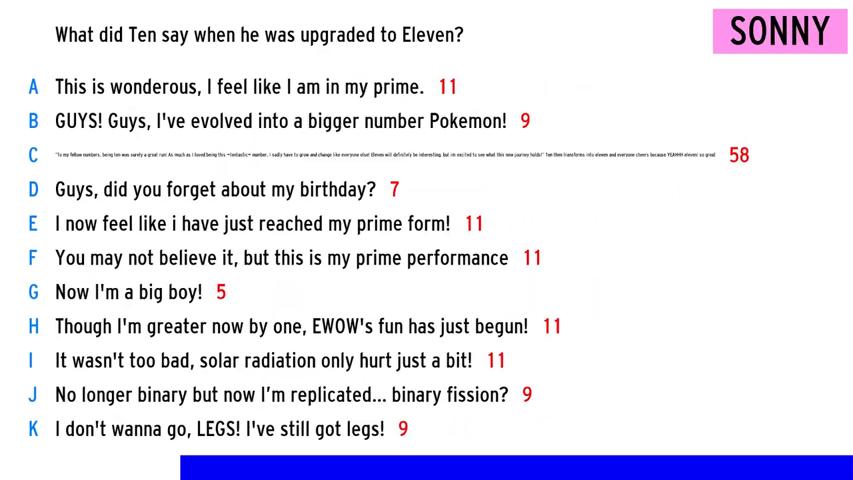 SONNY
What did Ten say when he was upgraded to Eleven?
A This is wonderous, I feel like I am in my prime. 11
B GUYS! Guys, I've evolved into a bigger number Pokemon! 9
C "To my fellow numbers, being ten was surely a great run! As much as I loved being this ~tentastic~ number, I sadly have to grow and change like everyone else! Eleven will definitely be interesting, but im excited to see what this new journey holds!" Ten then transforms into eleven and everyone cheers because YEAHHH eleven! so great 58
D Guys, did you forget about my birthday? 7
E I now feel like i have just reached my prime form! 11
F You may not believe it, but this is my prime performance 11
G Now I'm a big boy! 5
H Though I'm greater now by one, EWOW's fun has just begun! 11
I It wasn't too bad, solar radiation only hurt just a bit! 11
J No longer binary but now I’m replicated... binary fission? 9
K I don't wanna go, LEGS! I've still got legs! 9